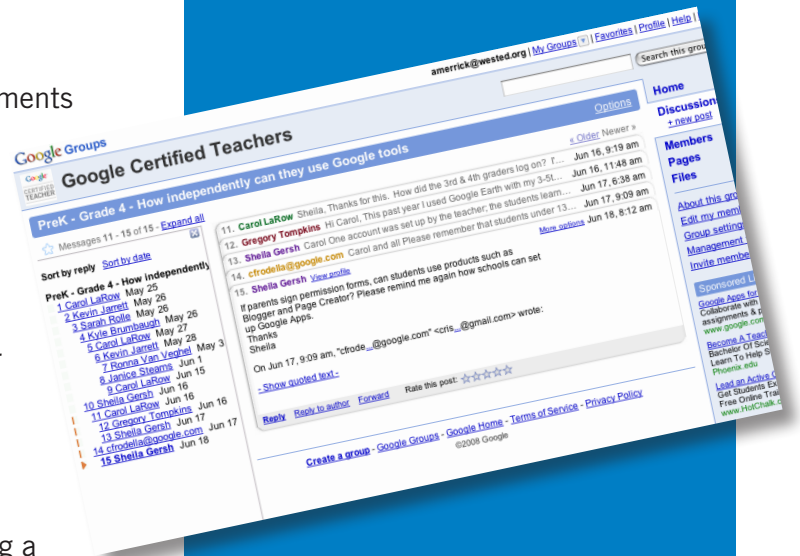 ments
g a
amerrick@wested.org | My Groups | Favorites | Profile | Help |
Search this grou
Google Groups
Google
CERTIFIED
TEACHER
Google Certified Teachers
PreK - Grade 4 - How independently can they use Google tools
Options
Messages 11 - 15 of 15 - Expand all
« Older Newer »
Sort by reply Sort by date
PreK - Grade 4 - How independently
1 Carol LaRow May 25
2 Kevin Jarrett May 26
3 Sarah Rolle May 26
4 Kyle Brumbaugh May 26
5 Carol LaRow May 27
6 Kevin Jarrett May 28
7 Ronna Van Veghel May 3
8 Janice Stearns Jun 1
9 Carol LaRow Jun 15
10 Sheila Gersh Jun 16
11 Carol LaRow Jun 16
12 Gregory Tompkins Jun 16
13 Sheila Gersh Jun 17
14 cfrodella@google.com Jun 17
15 Sheila Gersh Jun 18
11. Carol LaRow Sheila, Thanks for this. How did the 3rd & 4th graders log on? I'... Jun 16, 9:19 am
12. Gregory Tompkins Hi Carol, This past year I used Google Earth with my 3-5t... Jun 16, 11:48 am
13. Sheila Gersh Carol One account was set up by the teacher; the students learn... Jun 17, 6:38 am
14. cfrodella@google.com Carol and all Please remember that students under 13... Jun 17, 9:09 am
15. Sheila Gersh View profile More options Jun 18, 8:12 am
If parents sign permission forms, can students use products such as
Blogger and Page Creator? Please remind me again how schools can set
up Google Apps.
Thanks
Sheila
On Jun 17, 9:09 am, "cfrode...@google.com" <cris...@gmail.com> wrote:
- Show quoted text -
Reply Reply to author Forward Rate this post:
Create a group - Google Groups - Google Home - Terms of Service - Privacy Policy
©2008 Google
Home
Discussion
+ new post
Members
Pages
Files
About this gro
Edit my mem
Group setting
Management
Invite membe
Sponsored Li
Google Apps for
Collaborate with
assignments & p
www.google.com
Become A Teac
Bachelor Of Scie
Learn To Help S
Phoenix.edu
Lead an Active C
Get Students Ex
Free Online Trai
www.HotChalk.c